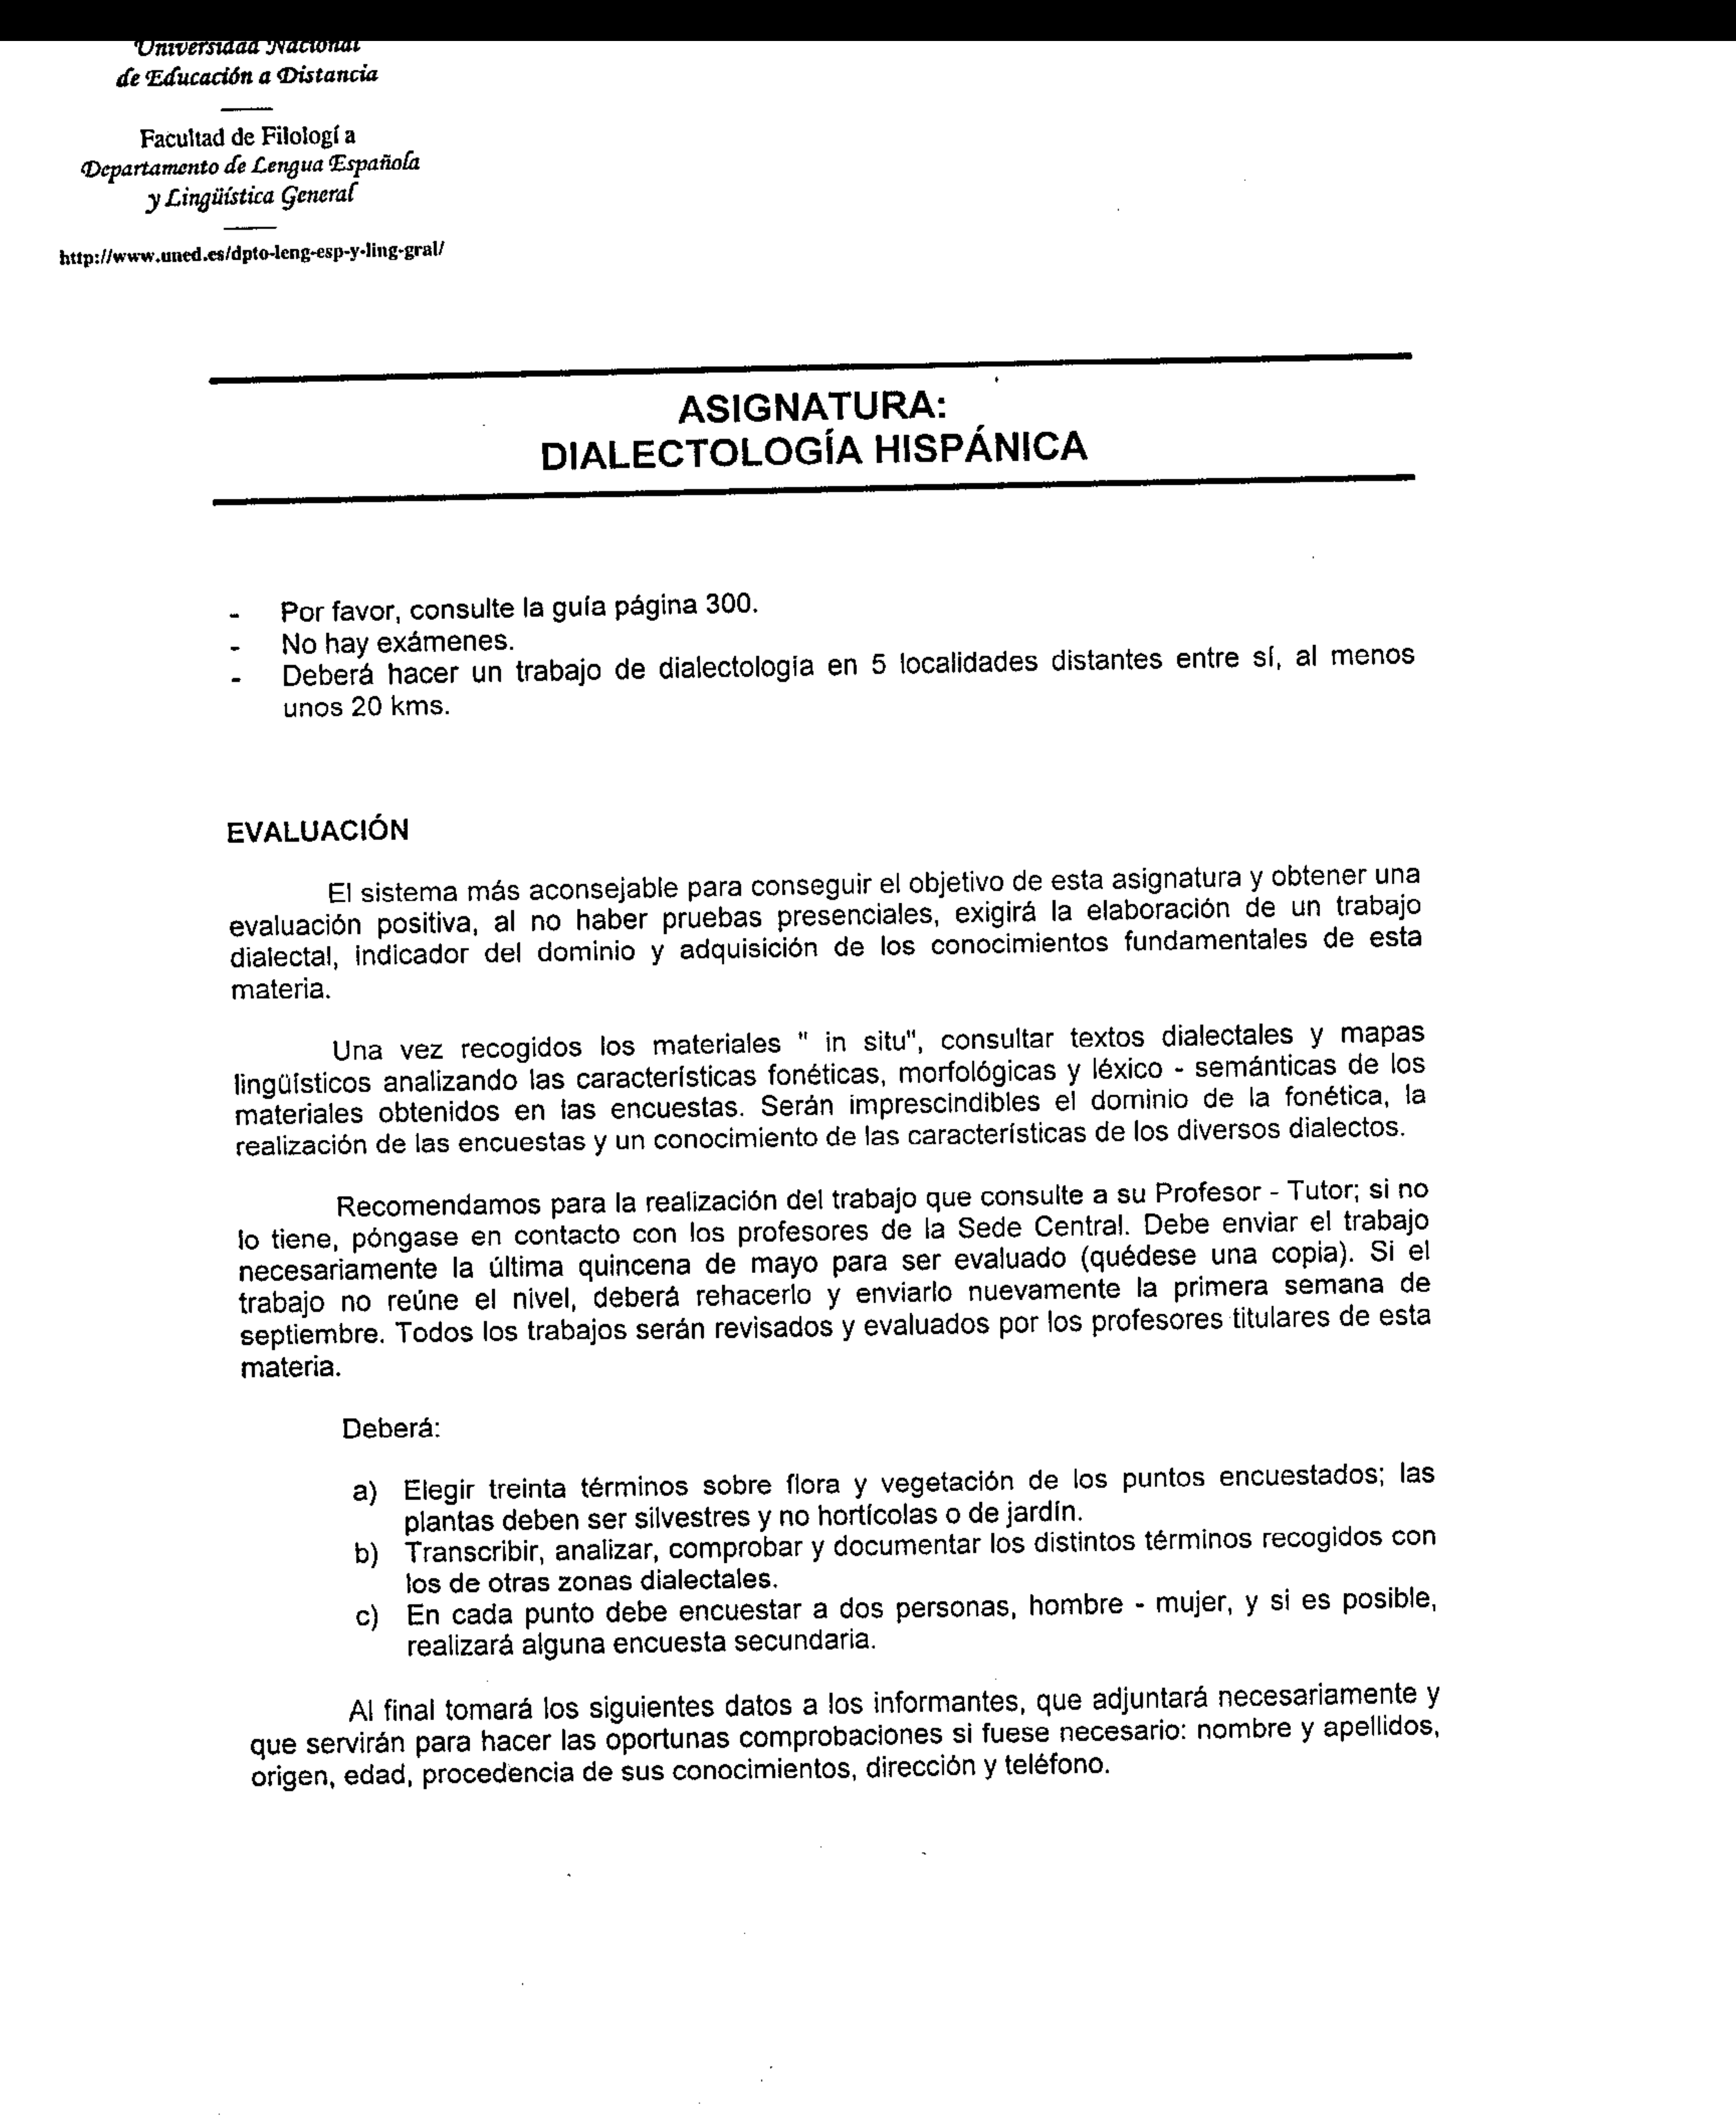 Universidad Nacional
de Educación a Distancia
Facultad de Filologí a
Departamento de Lengua Española
y Lingüística General
http://www.uned.es/dpto-leng-esp-y-ling-gral/
ASIGNATURA:
DIALECTOLOGÍA HISPÁNICA
- Por favor, consulte la guía página 300.
- No hay exámenes.
- Deberá hacer un trabajo de dialectología en 5 localidades distantes entre sí, al menos
unos 20 kms.
EVALUACIÓN
El sistema más aconsejable para conseguir el objetivo de esta asignatura y obtener una
evaluación positiva, al no haber pruebas presenciales, exigirá la elaboración de un trabajo
dialectal, indicador del dominio y adquisición de los conocimientos fundamentales de esta
materia.
Una vez recogidos los materiales " in situ", consultar textos dialectales y mapas
lingüísticos analizando las características fonéticas, morfológicas y léxico - semánticas de los
materiales obtenidos en las encuestas. Serán imprescindibles el dominio de la fonética, la
realización de las encuestas y un conocimiento de las características de los diversos dialectos.
Recomendamos para la realización del trabajo que consulte a su Profesor - Tutor; si no
lo tiene, póngase en contacto con los profesores de la Sede Central. Debe enviar el trabajo
necesariamente la última quincena de mayo para ser evaluado (quédese una copia). Si el
trabajo no reúne el nivel, deberá rehacerlo y enviarlo nuevamente la primera semana de
septiembre. Todos los trabajos serán revisados y evaluados por los profesores titulares de esta
materia.
Deberá:
a) Elegir treinta términos sobre flora y vegetación de los puntos encuestados; las
plantas deben ser silvestres y no hortícolas o de jardín.
b) Transcribir, analizar, comprobar y documentar los distintos términos recogidos con
los de otras zonas dialectales.
c) En cada punto debe encuestar a dos personas, hombre - mujer, y si es posible,
realizará alguna encuesta secundaria.
Al final tomará los siguientes datos a los informantes, que adjuntará necesariamente y
que servirán para hacer las oportunas comprobaciones si fuese necesario: nombre y apellidos,
origen, edad, procedencia de sus conocimientos, dirección y teléfono.